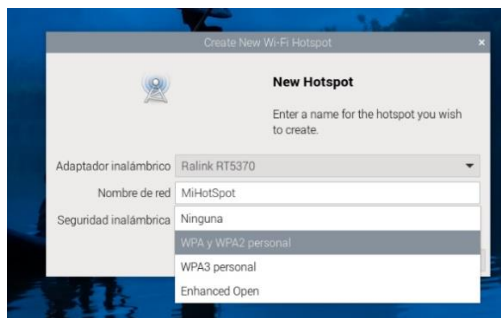 Create New Wi-Fi Hotspot ×
New Hotspot
Enter a name for the hotspot you wish
to create.
Adaptador inalámbrico Ralink RT5370
Nombre de red MiHotSpot
Seguridad inalámbrica Ninguna
WPA y WPA2 personal
WPA3 personal
Enhanced Open